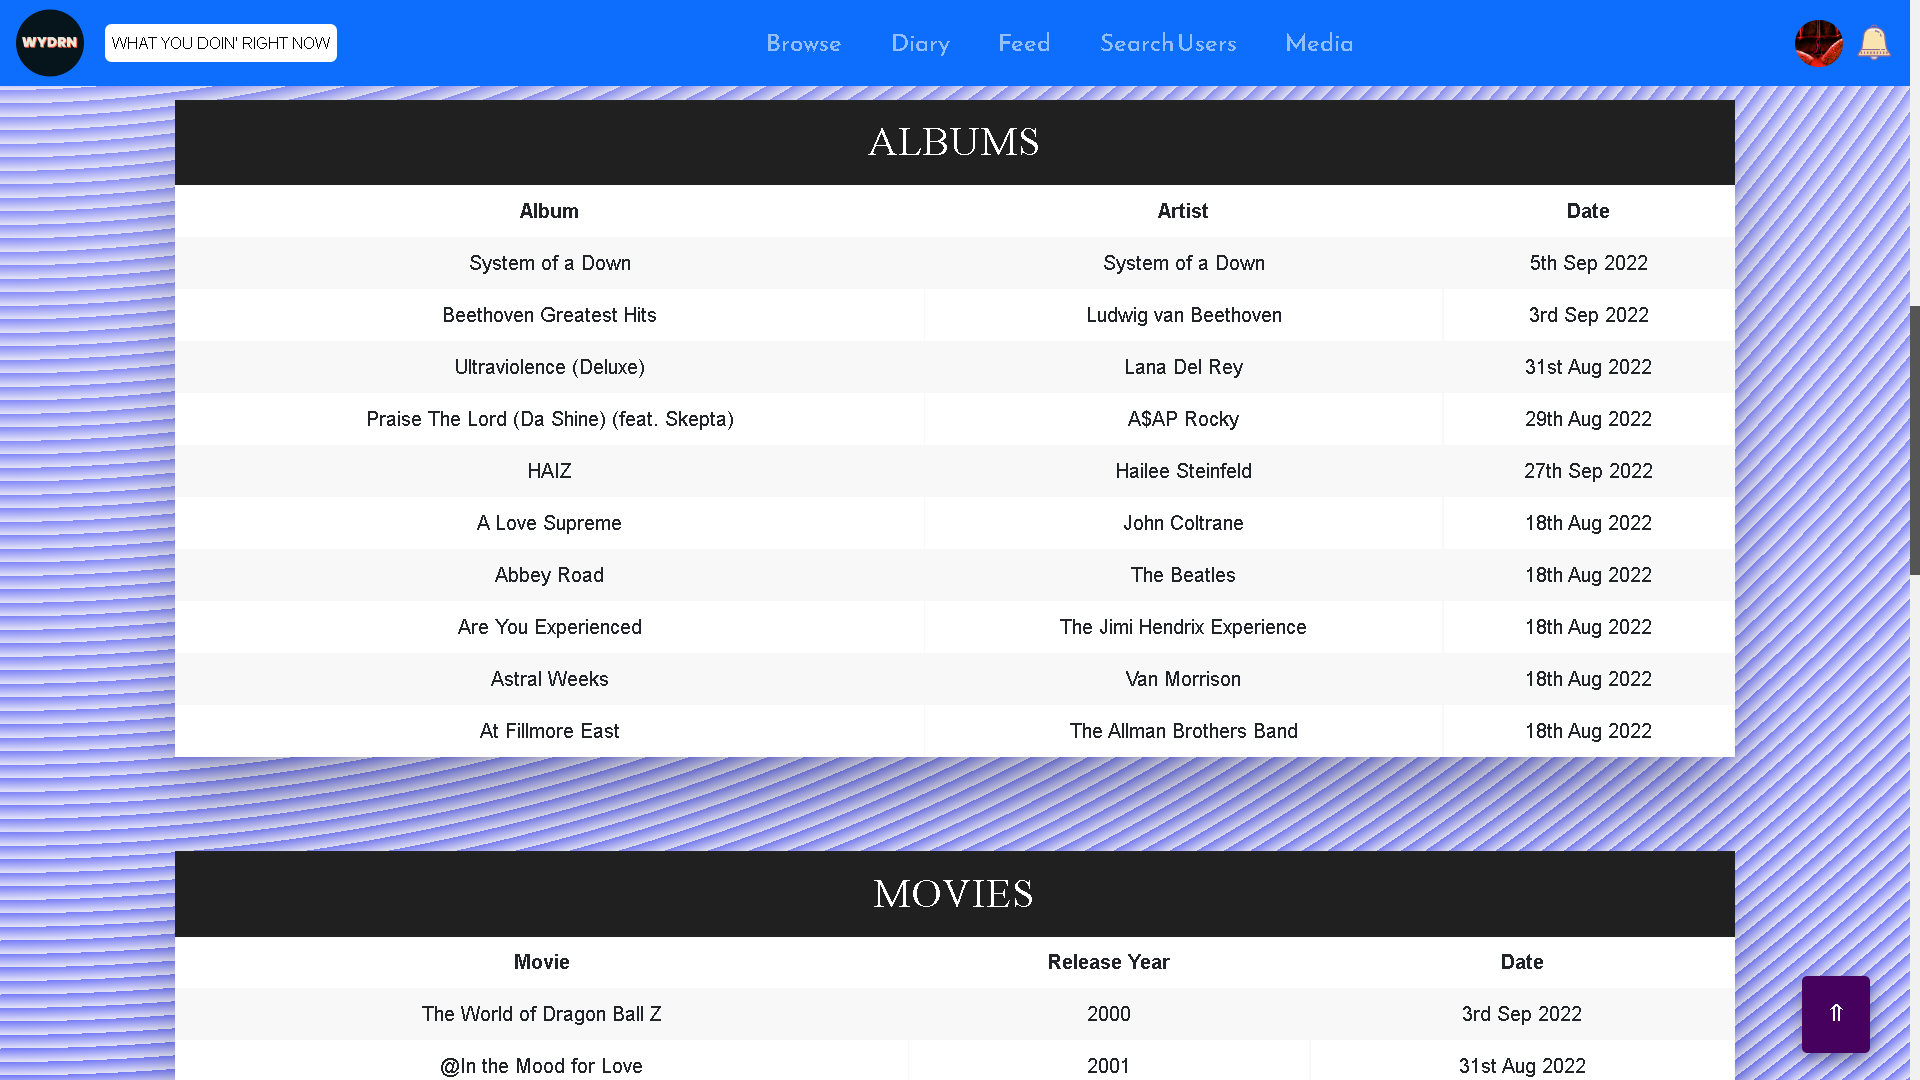 WYDRN WHAT YOU DOIN' RIGHT NOW Browse Diary Feed Search Users Media
ALBUMS
Album Artist Date
System of a Down System of a Down 5th Sep 2022
Beethoven Greatest Hits Ludwig van Beethoven 3rd Sep 2022
Ultraviolence (Deluxe) Lana Del Rey 31st Aug 2022
Praise The Lord (Da Shine) (feat. Skepta) A$AP Rocky 29th Aug 2022
HAIZ Hailee Steinfeld 27th Sep 2022
A Love Supreme John Coltrane 18th Aug 2022
Abbey Road The Beatles 18th Aug 2022
Are You Experienced The Jimi Hendrix Experience 18th Aug 2022
Astral Weeks Van Morrison 18th Aug 2022
At Fillmore East The Allman Brothers Band 18th Aug 2022
MOVIES
Movie Release Year Date
The World of Dragon Ball Z 2000 3rd Sep 2022
@In the Mood for Love 2001 31st Aug 2022
⇑